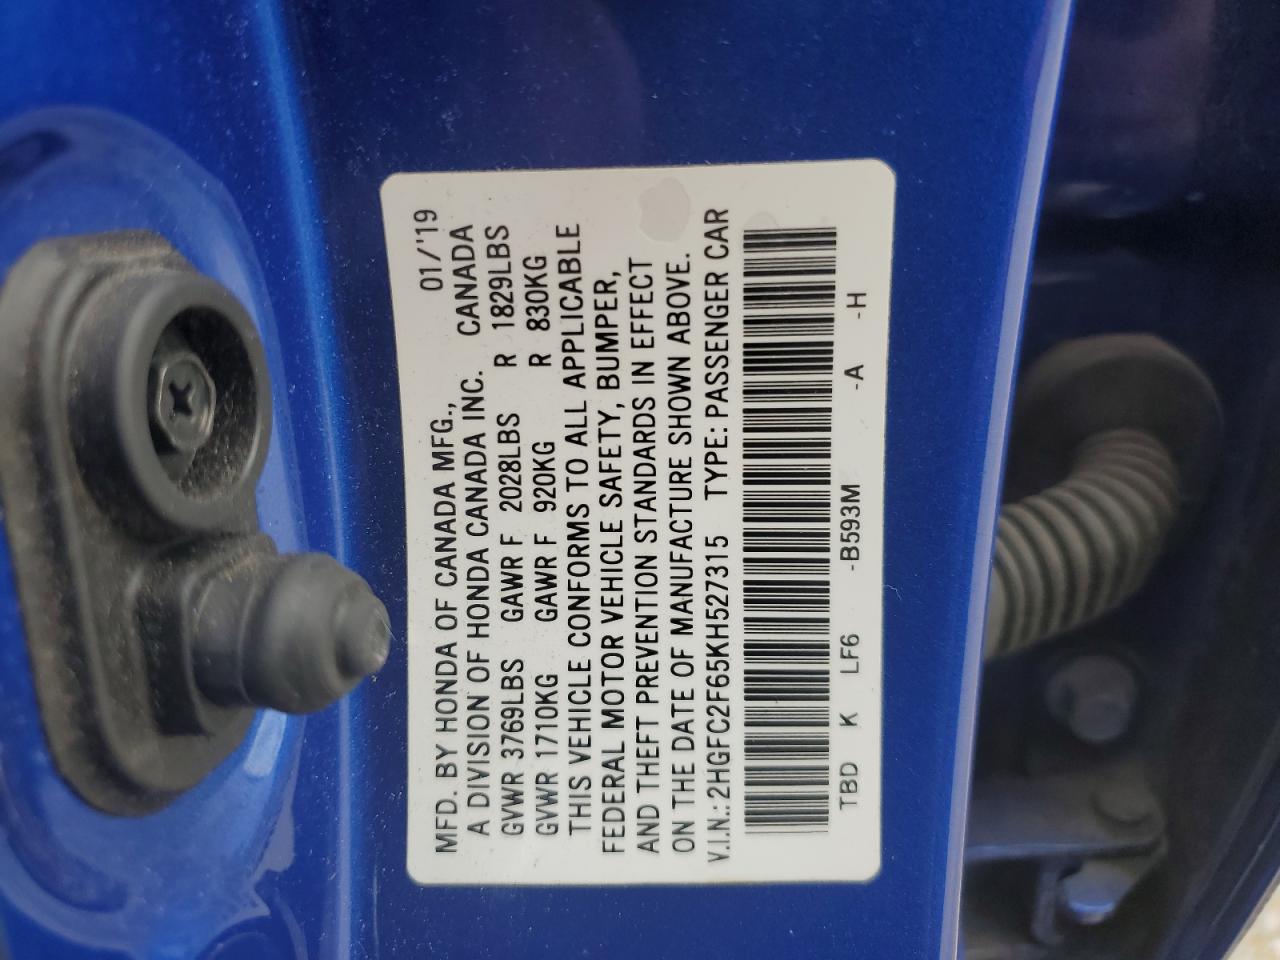 MFD. BY HONDA OF CANADA MFG., 01/'19
A DIVISION OF HONDA CANADA INC. CANADA
GVWR 3769LBS GAWR F 2028LBS R 1829LBS
GVWR 1710KG GAWR F 920KG R 830KG
THIS VEHICLE CONFORMS TO ALL APPLICABLE
FEDERAL MOTOR VEHICLE SAFETY, BUMPER,
AND THEFT PREVENTION STANDARDS IN EFFECT
ON THE DATE OF MANUFACTURE SHOWN ABOVE.
V.I.N.: 2HGFC2F65KH527315 TYPE: PASSENGER CAR
TBD K LF6 -B593M -A -H